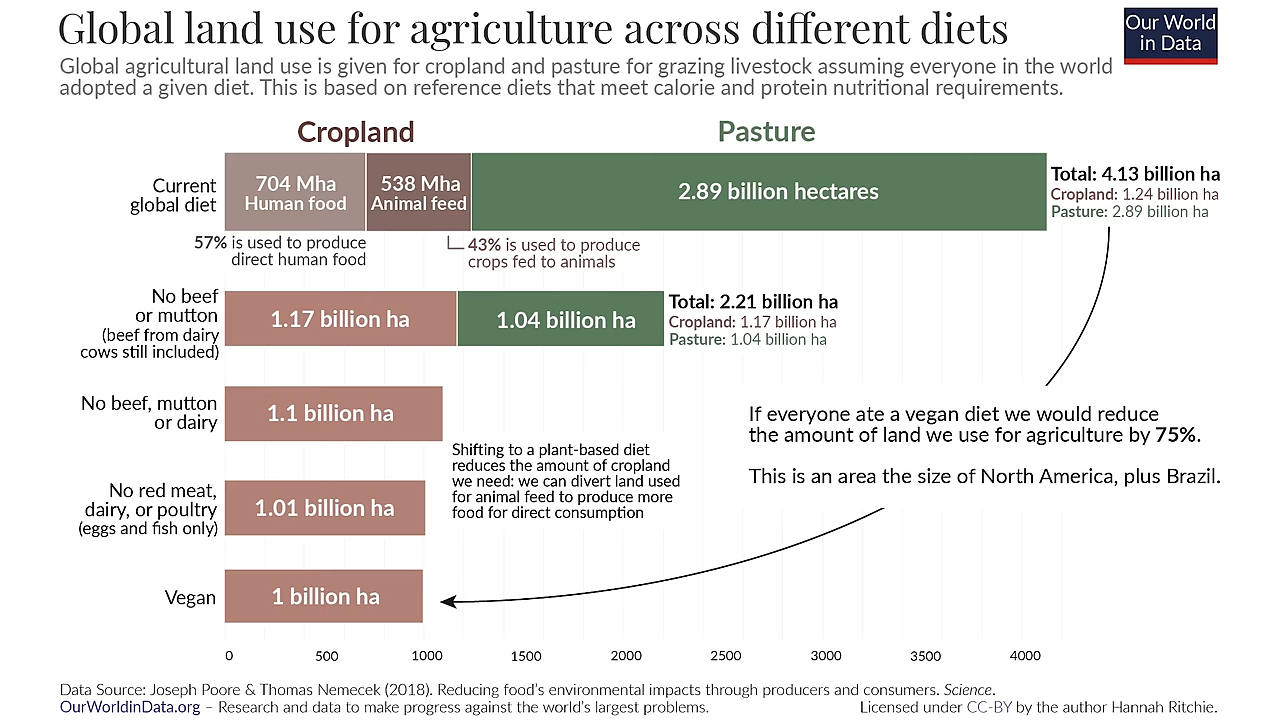 Global land use for agriculture across different diets
Our World
in Data
Global agricultural land use is given for cropland and pasture for grazing livestock assuming everyone in the world
adopted a given diet. This is based on reference diets that meet calorie and protein nutritional requirements.
Cropland
Pasture
Current
global diet
704 Mha
Human food
538 Mha
Animal feed
2.89 billion hectares
Total: 4.13 billion ha
Cropland: 1.24 billion ha
Pasture: 2.89 billion ha
57% is used to produce
direct human food
43% is used to produce
crops fed to animals
No beef
or mutton
(beef from dairy
cows still included)
1.17 billion ha
1.04 billion ha
Total: 2.21 billion ha
Cropland: 1.17 billion ha
Pasture: 1.04 billion ha
No beef, mutton
or dairy
1.1 billion ha
If everyone ate a vegan diet we would reduce
the amount of land we use for agriculture by 75%.
This is an area the size of North America, plus Brazil.
Shifting to a plant-based diet
reduces the amount of cropland
we need: we can divert land used
for animal feed to produce more
food for direct consumption
No red meat,
dairy, or poultry
(eggs and fish only)
1.01 billion ha
Vegan
1 billion ha
0 500 1000 1500 2000 2500 3000 3500 4000
Data Source: Joseph Poore & Thomas Nemecek (2018). Reducing food's environmental impacts through producers and consumers. Science.
OurWorldinData.org – Research and data to make progress against the world's largest problems.
Licensed under CC-BY by the author Hannah Ritchie.